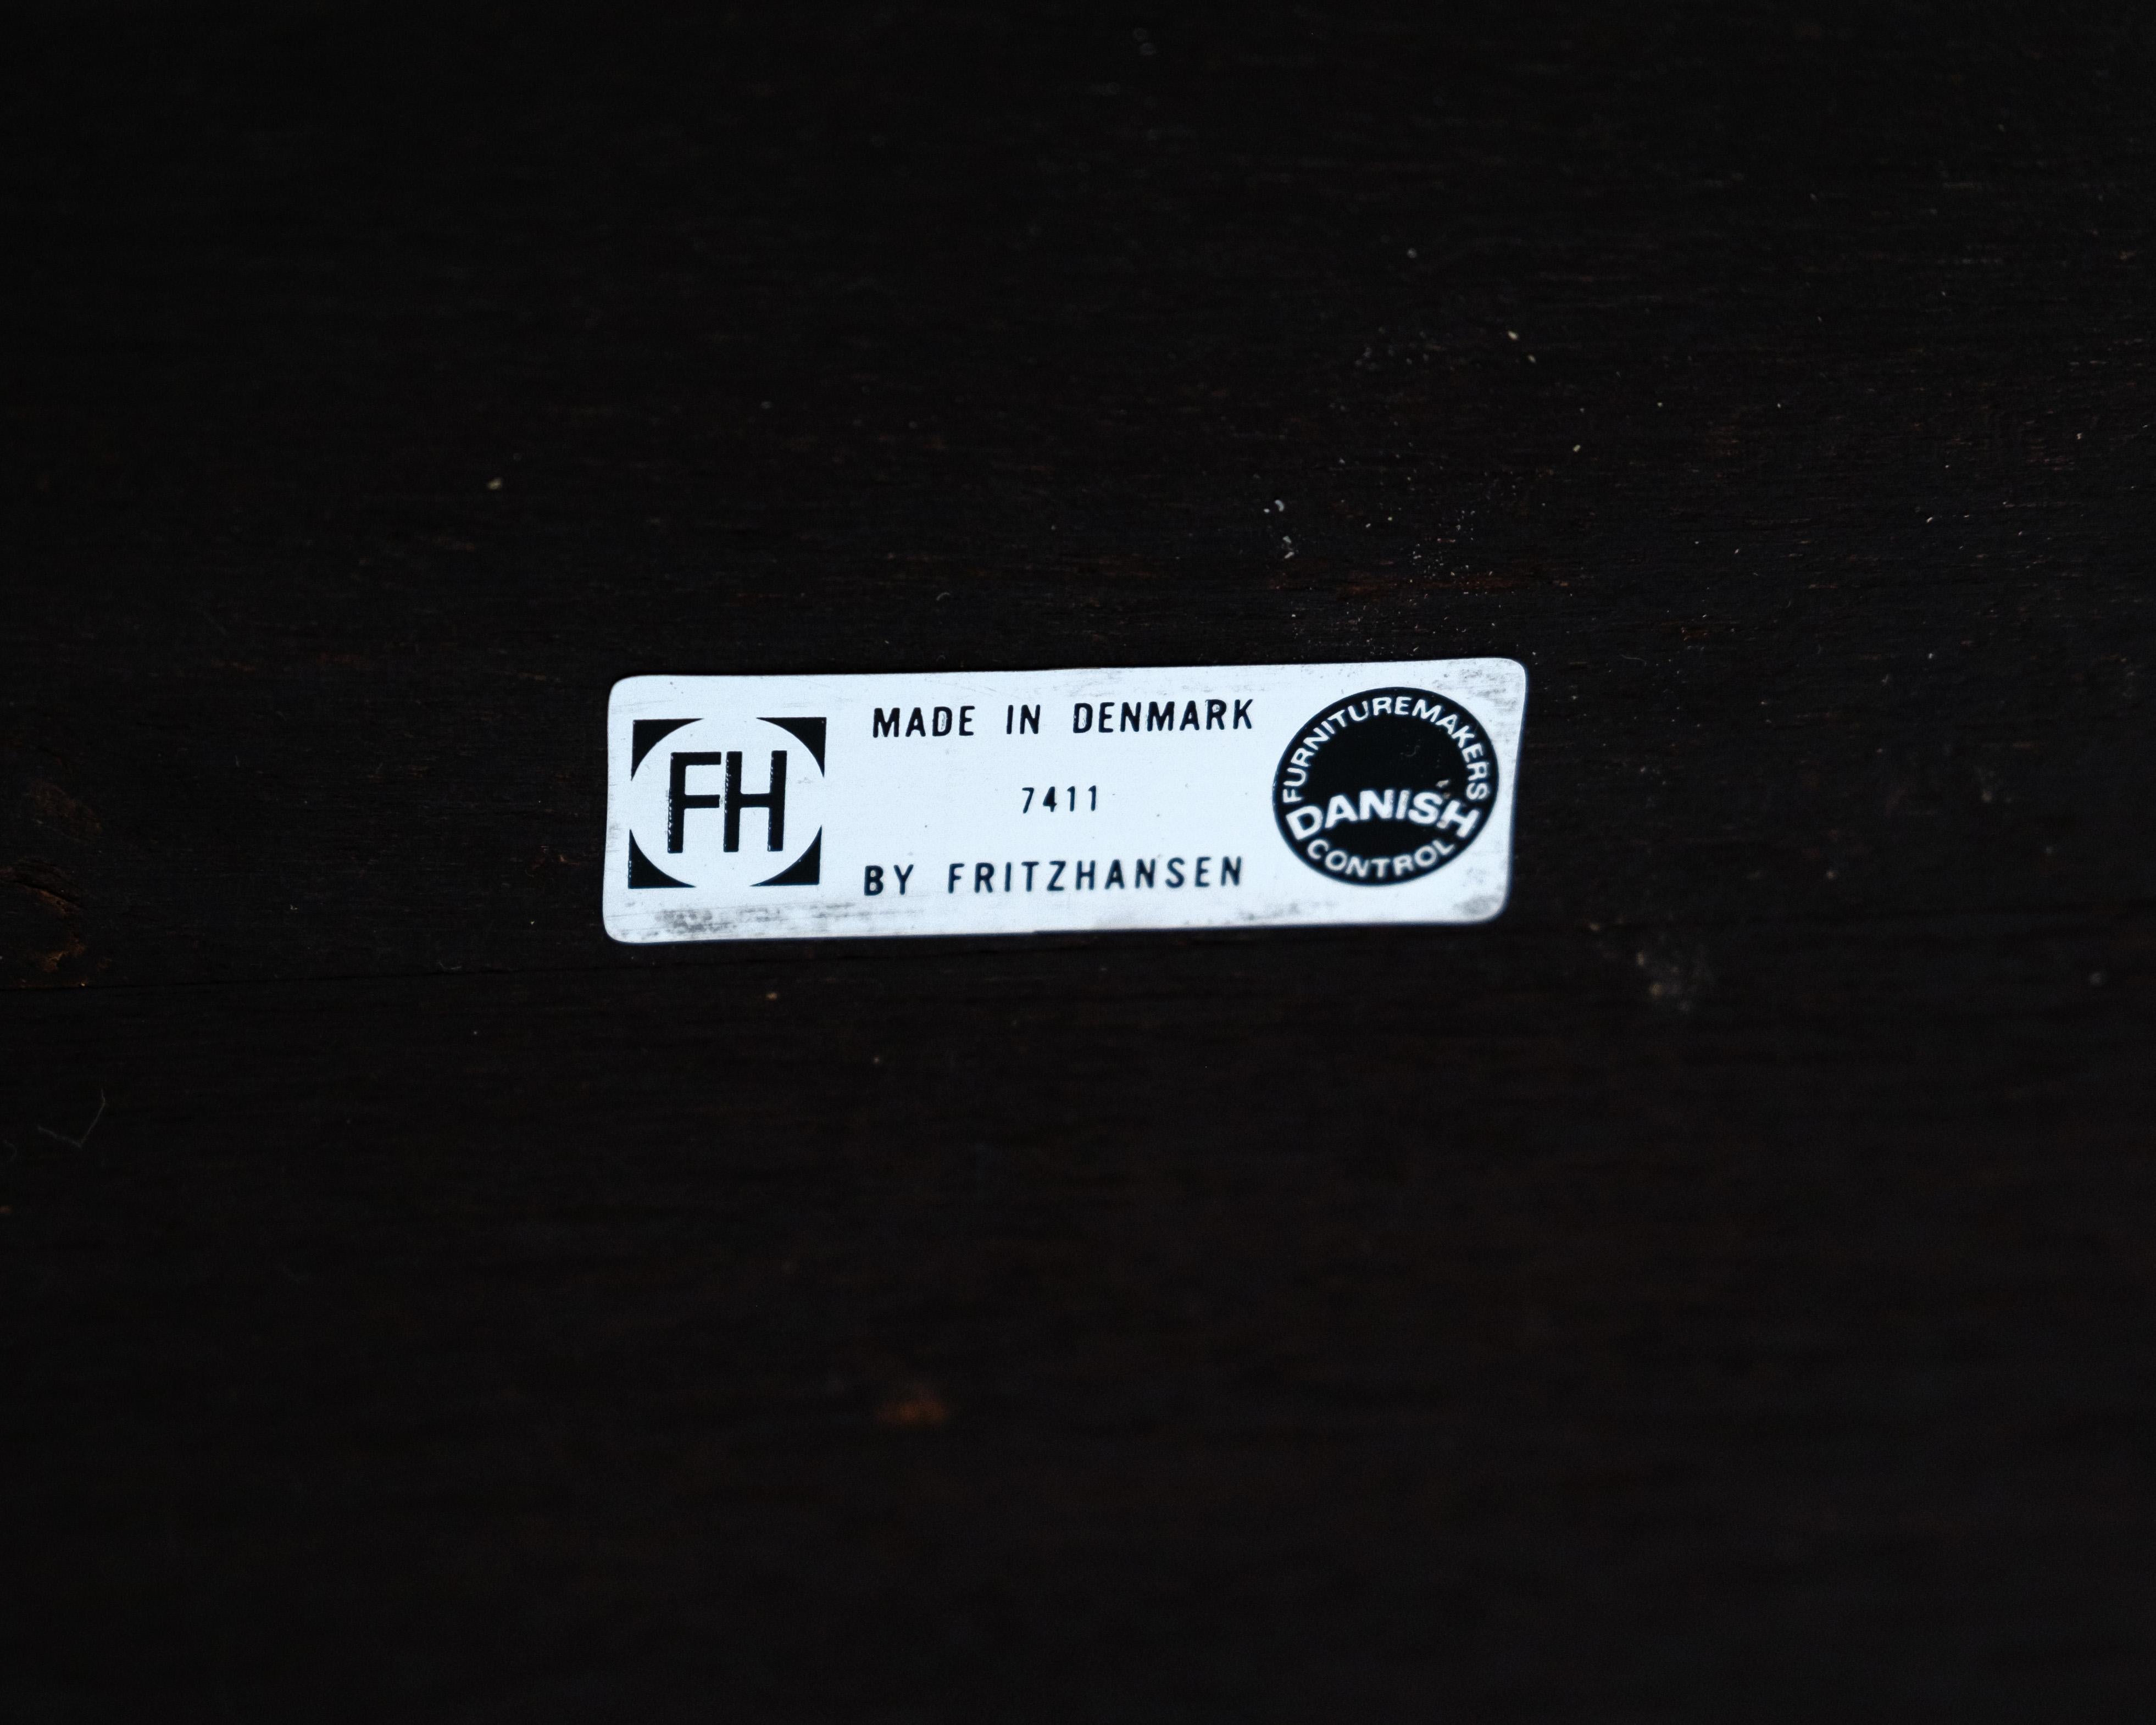 FH
MADE IN DENMARK
7411
BY FRITZHANSEN
FURNITUREMAKERS
DANISH
CONTROL